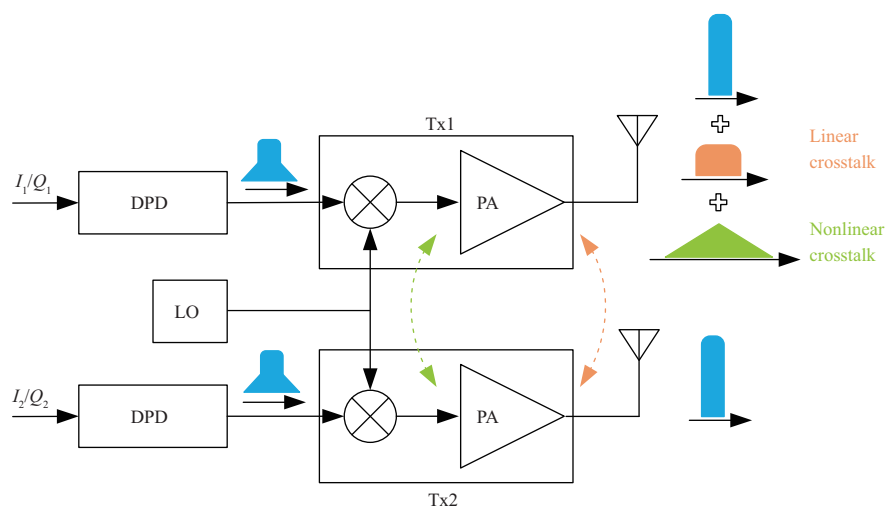 Tx1
Linear
crosstalk
I₁/Q₁
DPD
PA
Nonlinear
crosstalk
LO
I₂/Q₂
DPD
PA
Tx2